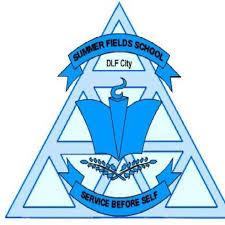 SUMMER FIELDS SCHOOL
DLF City
SERVICE BEFORE SELF